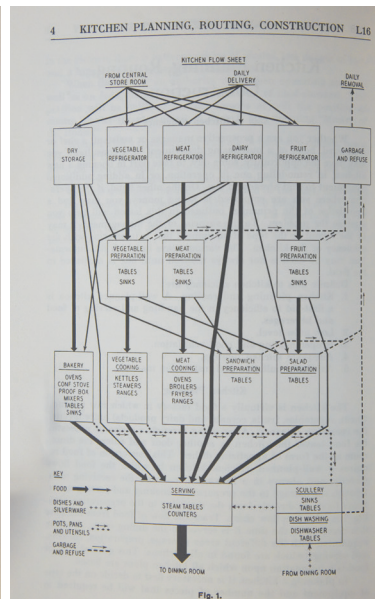 4 KITCHEN PLANNING, ROUTING, CONSTRUCTION L16
KITCHEN FLOW SHEET
FROM CENTRAL
STORE ROOM
DAILY
DELIVERY
DAILY
REMOVAL
DRY
STORAGE
VEGETABLE
REFRIGERATOR
MEAT
REFRIGERATOR
DAIRY
REFRIGERATOR
FRUIT
REFRIGERATOR
GARBAGE
AND REFUSE
VEGETABLE
PREPARATION
TABLES
SINKS
MEAT
PREPARATION
TABLES
SINKS
FRUIT
PREPARATION
TABLES
SINKS
BAKERY
OVENS
CONF. STOVE
PROOF BOX
MIXERS
TABLES
SINKS
VEGETABLE
COOKING
KETTLES
STEAMERS
RANGES
MEAT
COOKING
OVENS
BROILERS
FRYERS
RANGES
SANDWICH
PREPARATION
TABLES
SALAD
PREPARATION
TABLES
KEY
FOOD
DISHES AND
SILVERWARE
POTS, PANS
AND UTENSILS
GARBAGE
AND REFUSE
SERVING
STEAM TABLES
COUNTERS
SCULLERY
SINKS
TABLES
DISH WASHING
DISHWASHER
TABLES
TO DINING ROOM
FROM DINING ROOM
Fig. 1.